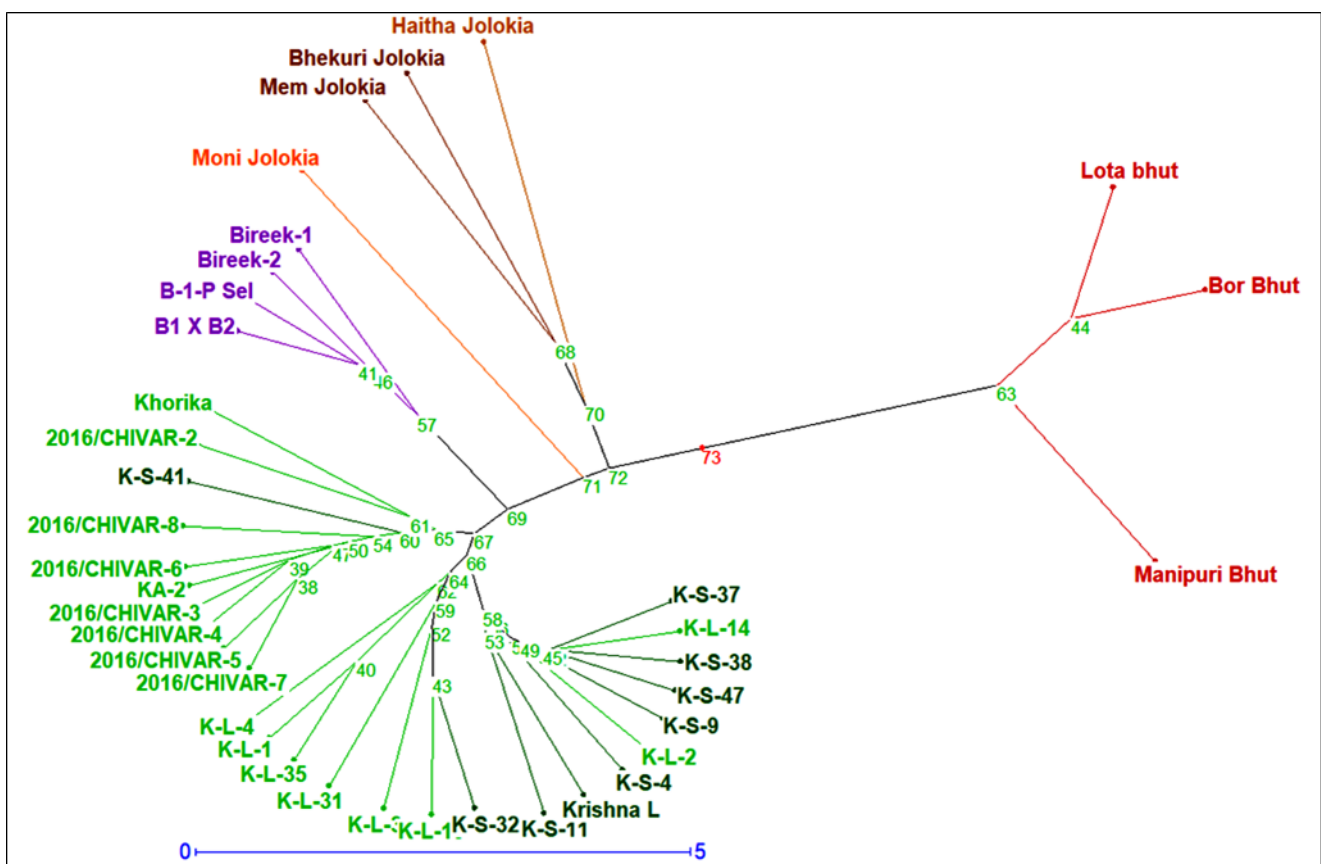 Haitha Jolokia
Bhekuri Jolokia
Mem Jolokia
Moni Jolokia
Lota bhut
Bor Bhut
44
63
Manipuri Bhut
Bireek-1
Bireek-2
B-1-P Sel
B1 X B2
68
41
46
70
57
73
72
71
69
Khorika
2016/CHIVAR-2
K-S-41
2016/CHIVAR-8
2016/CHIVAR-6
KA-2
2016/CHIVAR-3
2016/CHIVAR-4
2016/CHIVAR-5
2016/CHIVAR-7
61
60
65
67
54
50
47
39
38
66
64
62
59
52
58
53
49
45
40
43
K-S-37
K-L-14
K-S-38
K-S-47
K-S-9
K-L-2
K-S-4
Krishna L
K-S-11
K-S-32
K-L-4
K-L-1
K-L-35
K-L-31
0
5